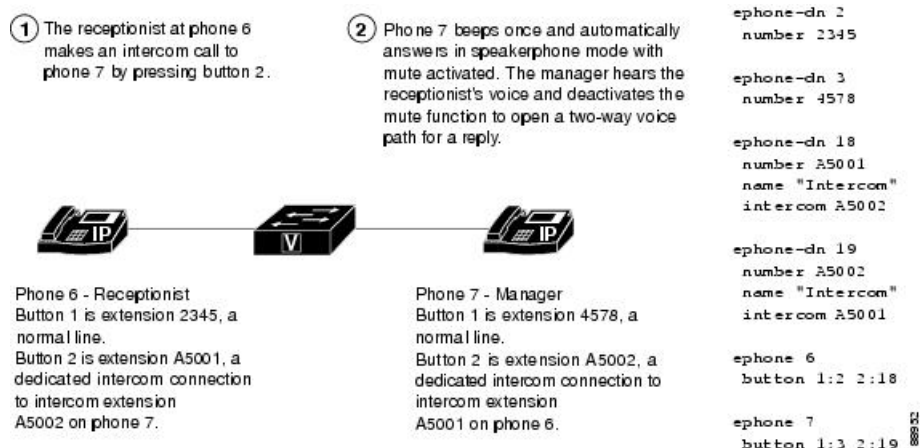 1 The receptionist at phone 6
makes an intercom call to
phone 7 by pressing button 2.
2 Phone 7 beeps once and automatically
answers in speakerphone mode with
mute activated. The manager hears the
receptionist's voice and deactivates the
mute function to open a two-way voice
path for a reply.
IP
V
IP
Phone 6 - Receptionist
Button 1 is extension 2345, a
normal line.
Button 2 is extension A5001, a
dedicated intercom connection
to intercom extension
A5002 on phone 7.
Phone 7 - Manager
Button 1 is extension 4578, a
normal line.
Button 2 is extension A5002, a
dedicated intercom connection to
intercom extension
A5001 on phone 6.
ephone-dn 2
number 2345
ephone-dn 3
number 4578
ephone-dn 18
number A5001
name "Intercom"
intercom A5002
ephone-dn 19
number A5002
name "Intercom"
intercom A5001
ephone 6
button 1:2 2:18
ephone 7
button 1:3 2:19
88952